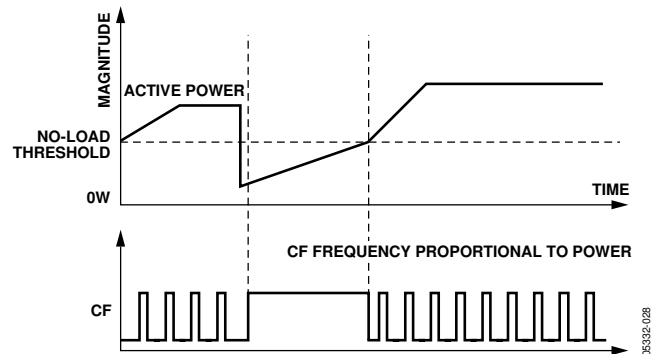 MAGNITUDE
ACTIVE POWER
NO-LOAD
THRESHOLD
0W
TIME
CF FREQUENCY PROPORTIONAL TO POWER
CF
05332-028